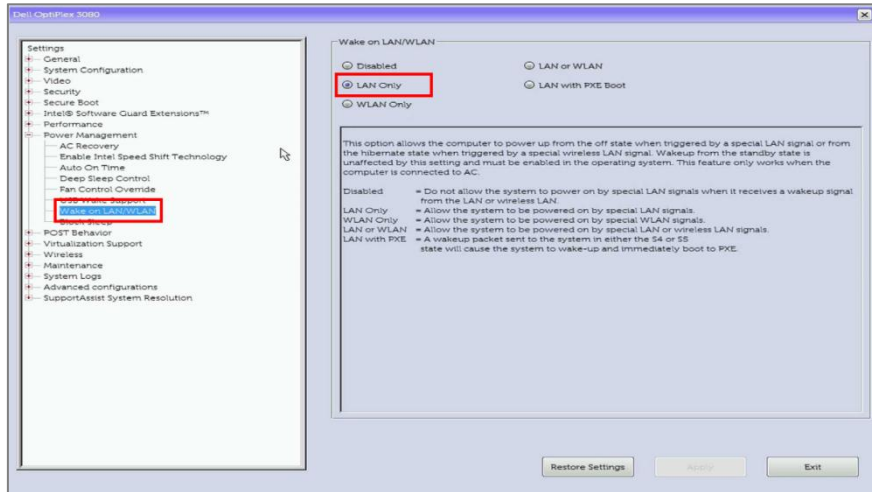 Dell OptiPlex 3080
Settings
General
System Configuration
Video
Security
Secure Boot
Intel® Software Guard Extensions™
Performance
Power Management
AC Recovery
Enable Intel Speed Shift Technology
Auto On Time
Deep Sleep Control
Fan Control Override
USB Wake Support
Wake on LAN/WLAN
Block Sleep
POST Behavior
Virtualization Support
Wireless
Maintenance
System Logs
Advanced configurations
SupportAssist System Resolution
Wake on LAN/WLAN
Disabled
LAN or WLAN
LAN Only
LAN with PXE Boot
WLAN Only
This option allows the computer to power up from the off state when triggered by a special LAN signal or from
the hibernate state when triggered by a special wireless LAN signal. Wakeup from the standby state is
unaffected by this setting and must be enabled in the operating system. This feature only works when the
computer is connected to AC.
Disabled = Do not allow the system to power on by special LAN signals when it receives a wakeup signal
from the LAN or wireless LAN.
LAN Only = Allow the system to be powered on by special LAN signals.
WLAN Only = Allow the system to be powered on by special WLAN signals.
LAN or WLAN = Allow the system to be powered on by special LAN or wireless LAN signals.
LAN with PXE = A wakeup packet sent to the system in either the S4 or S5
state will cause the system to wake-up and immediately boot to PXE.
Restore Settings
Apply
Exit